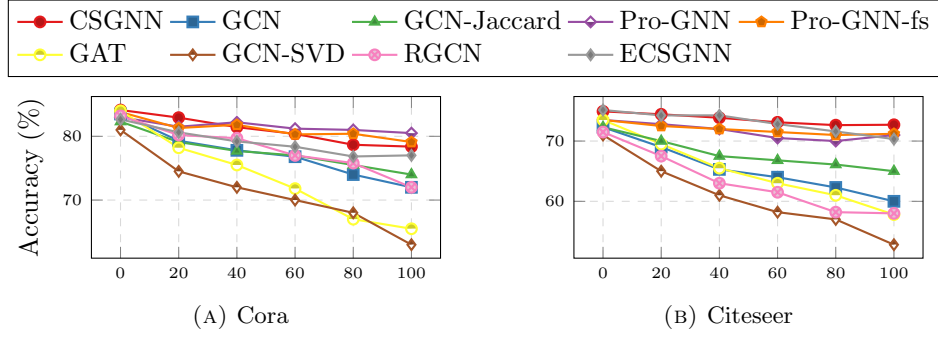 CSGNN GCN GCN-Jaccard Pro-GNN Pro-GNN-fs
GAT GCN-SVD RGCN ECSGNN
Accuracy (%)
80
70
0 20 40 60 80 100
(A) Cora
70
60
0 20 40 60 80 100
(B) Citeseer